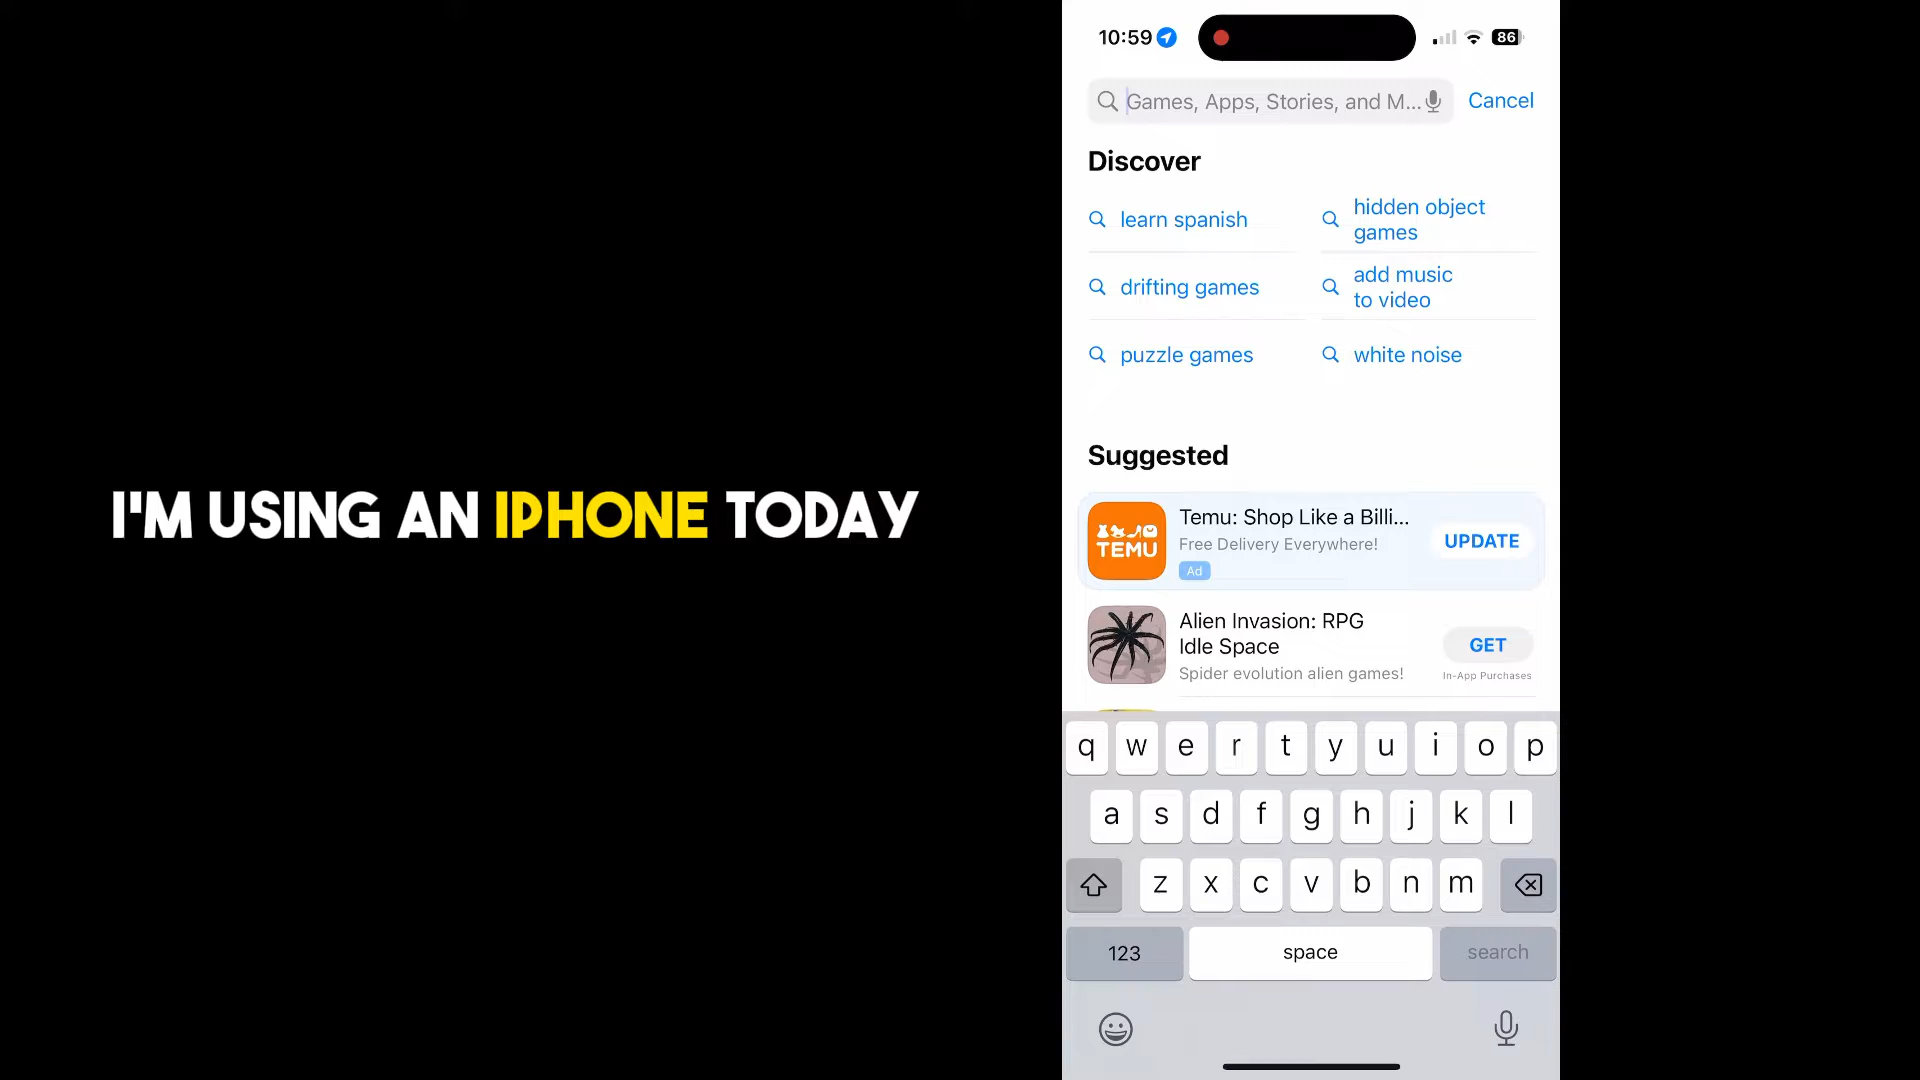 I'M USING AN IPHONE TODAY
10:59
86
Games, Apps, Stories, and M...
Cancel
Discover
learn spanish
hidden object
games
drifting games
add music
to video
puzzle games
white noise
Suggested
TEMU
Temu: Shop Like a Billi...
Free Delivery Everywhere!
Ad
UPDATE
Alien Invasion: RPG
Idle Space
Spider evolution alien games!
GET
In-App Purchases
q w e r t y u i o p
a s d f g h j k l
z x c v b n m
123
space
search